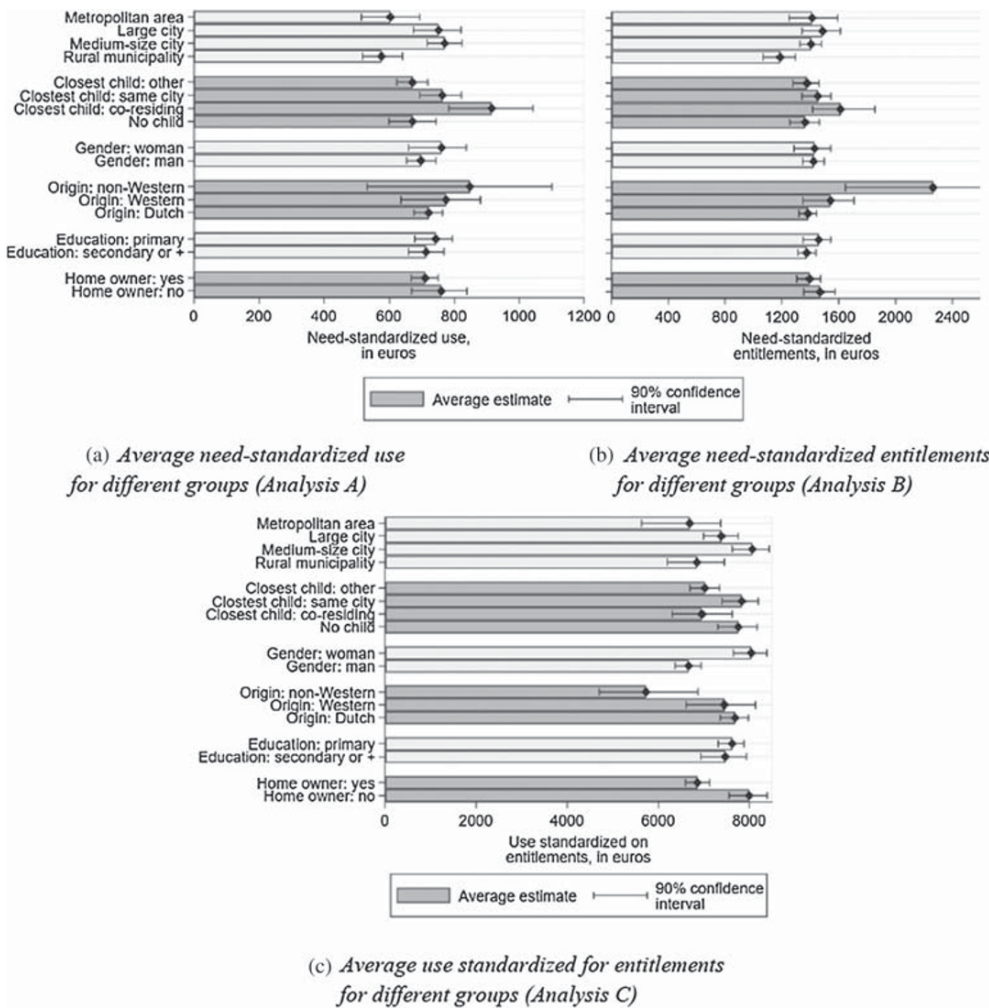 Metropolitan area
Large city
Medium-size city
Rural municipality
Closest child: other
Clostest child: same city
Closest child: co-residing
No child
Gender: woman
Gender: man
Origin: non-Western
Origin: Western
Origin: Dutch
Education: primary
Education: secondary or +
Home owner: yes
Home owner: no
0 200 400 600 800 1000 1200
Need-standardized use,
in euros
0 400 800 1200 1600 2000 2400
Need-standardized
entitlements, in euros
Average estimate
90% confidence
interval
(a) Average need-standardized use
for different groups (Analysis A)
(b) Average need-standardized entitlements
for different groups (Analysis B)
Metropolitan area
Large city
Medium-size city
Rural municipality
Closest child: other
Clostest child: same city
Closest child: co-residing
No child
Gender: woman
Gender: man
Origin: non-Western
Origin: Western
Origin: Dutch
Education: primary
Education: secondary or +
Home owner: yes
Home owner: no
0 2000 4000 6000 8000
Use standardized on
entitlements, in euros
Average estimate
90% confidence
interval
(c) Average use standardized for entitlements
for different groups (Analysis C)